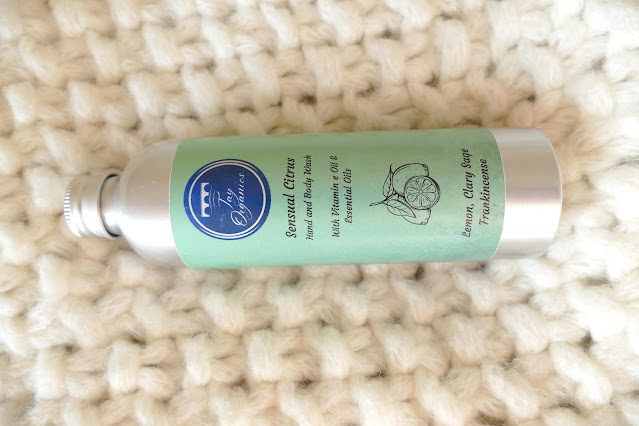 Tay
Organics
Sensual Citrus
Hand and Body Wash
With Vitamin e Oil &
Essential Oils
Lemon, Clary Sage
Frankincense